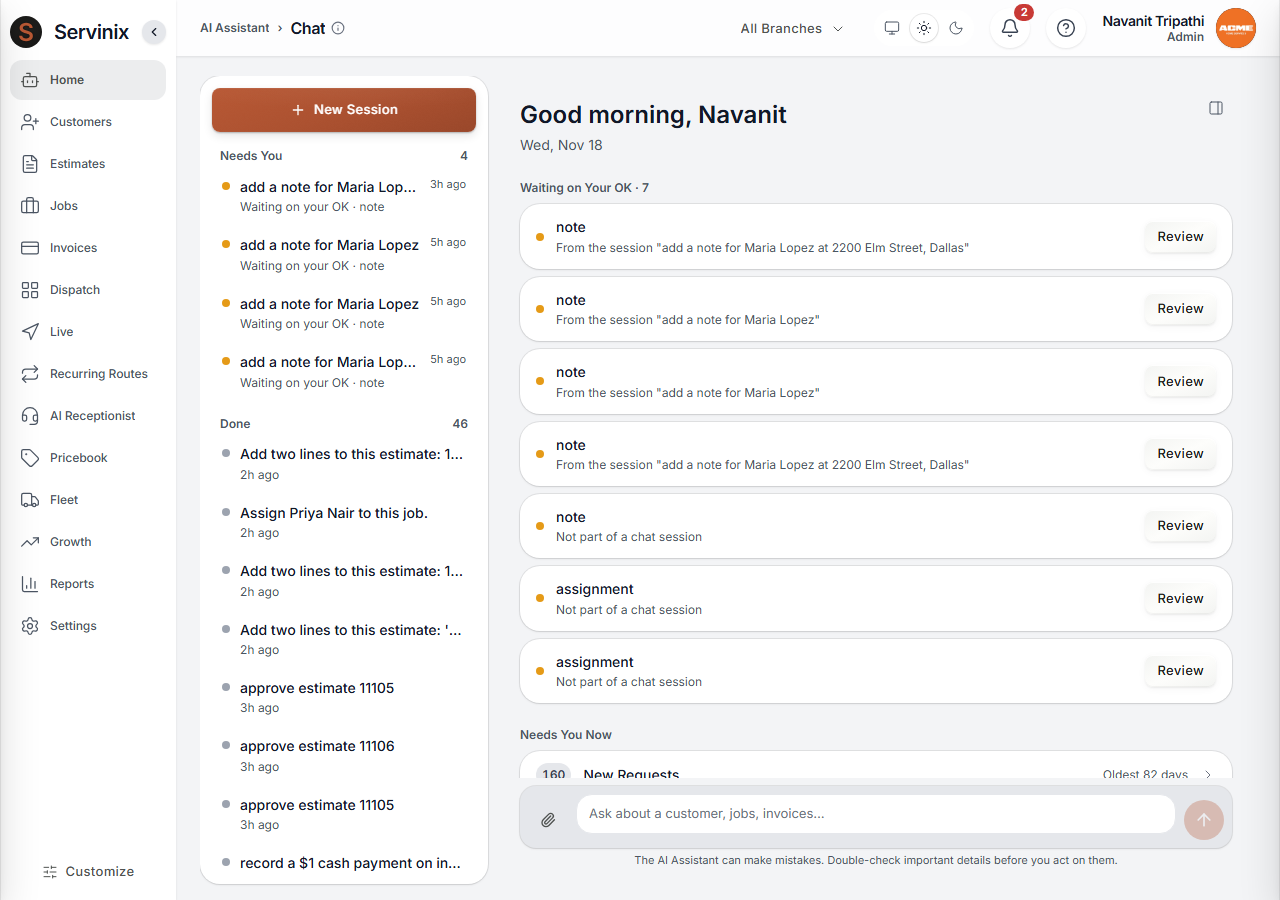 S
Servinix
Home
Customers
Estimates
Jobs
Invoices
Dispatch
Live
Recurring Routes
AI Receptionist
Pricebook
Fleet
Growth
Reports
Settings
Customize
AI Assistant › Chat
All Branches
2
Navanit Tripathi
Admin
ACME
+ New Session
Needs You 4
add a note for Maria Lop... 3h ago
Waiting on your OK · note
add a note for Maria Lopez 5h ago
Waiting on your OK · note
add a note for Maria Lopez 5h ago
Waiting on your OK · note
add a note for Maria Lop... 5h ago
Waiting on your OK · note
Done 46
Add two lines to this estimate: 1...
2h ago
Assign Priya Nair to this job.
2h ago
Add two lines to this estimate: 1...
2h ago
Add two lines to this estimate: '...
2h ago
approve estimate 11105
3h ago
approve estimate 11106
3h ago
approve estimate 11105
3h ago
record a $1 cash payment on in...
Good morning, Navanit
Wed, Nov 18
Waiting on Your OK · 7
note
From the session "add a note for Maria Lopez at 2200 Elm Street, Dallas"
Review
note
From the session "add a note for Maria Lopez"
Review
note
From the session "add a note for Maria Lopez"
Review
note
From the session "add a note for Maria Lopez at 2200 Elm Street, Dallas"
Review
note
Not part of a chat session
Review
assignment
Not part of a chat session
Review
assignment
Not part of a chat session
Review
Needs You Now
160 New Requests Oldest 82 days
Ask about a customer, jobs, invoices...
The AI Assistant can make mistakes. Double-check important details before you act on them.